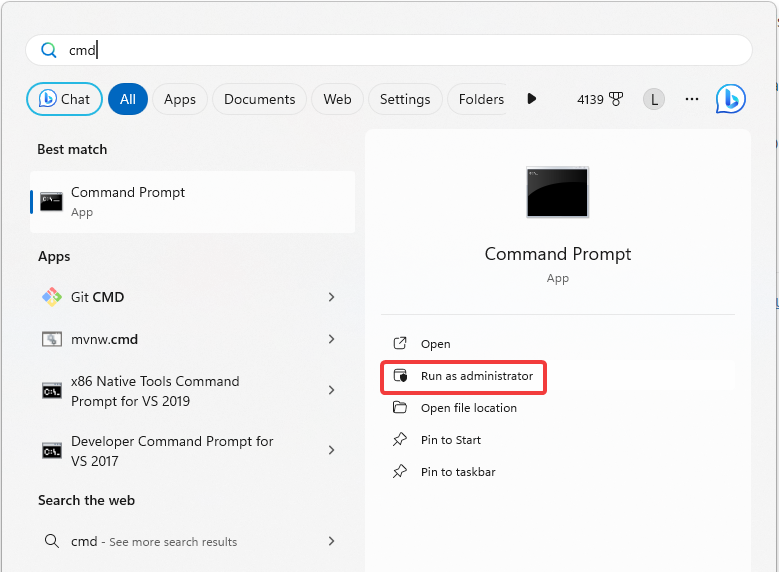 cmd
Chat All Apps Documents Web Settings Folders 4139 L ...
Best match
Command Prompt
App
Command Prompt
App
Apps
Git CMD
mvnw.cmd
x86 Native Tools Command
Prompt for VS 2019
Developer Command Prompt for
VS 2017
Search the web
cmd - See more search results
Open
Run as administrator
Open file location
Pin to Start
Pin to taskbar